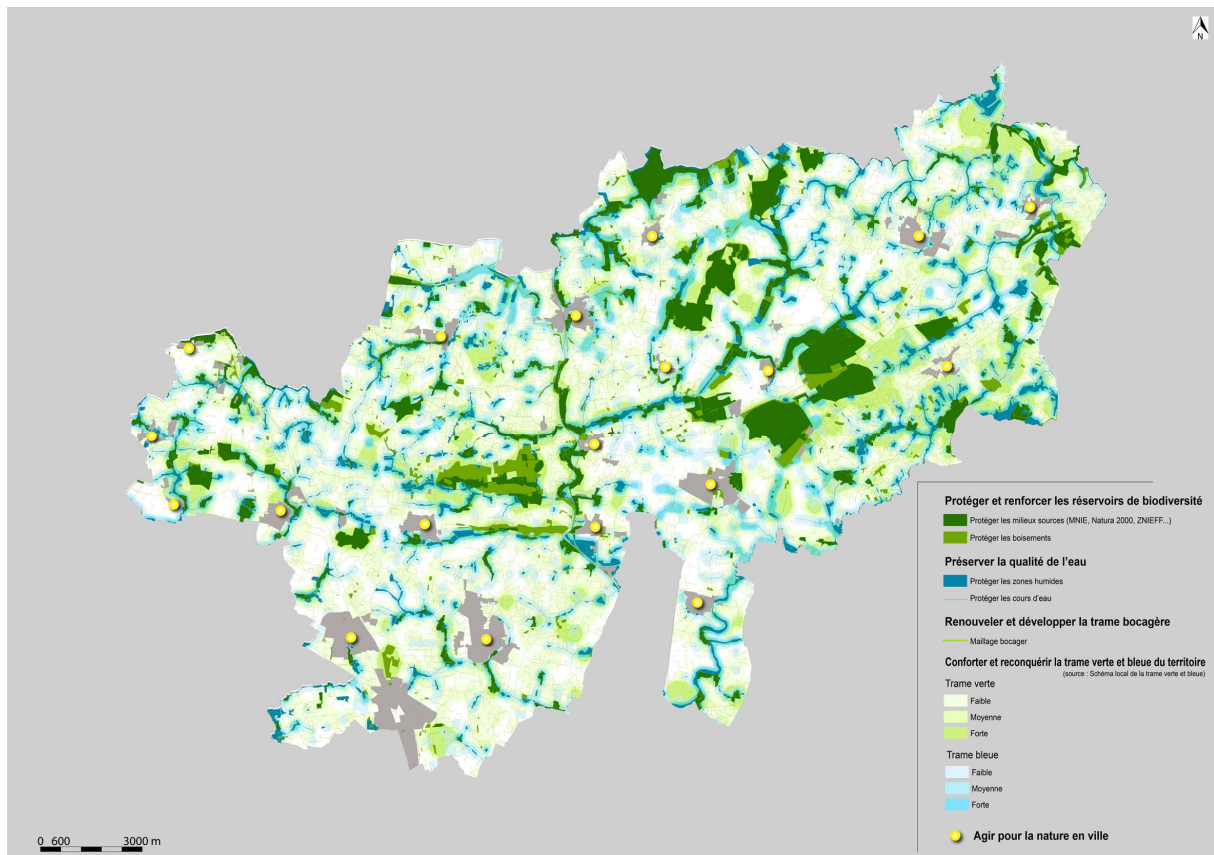 N
Protéger et renforcer les réservoirs de biodiversité
Protéger les milieux sources (MNIE, Natura 2000, ZNIEFF...)
Protéger les boisements
Préserver la qualité de l'eau
Protéger les zones humides
Protéger les cours d'eau
Renouveler et développer la trame bocagère
Maillage bocager
Conforter et reconquérir la trame verte et bleue du territoire
(source : Schéma local de la trame verte et bleue)
Trame verte
Faible
Moyenne
Forte
Trame bleue
Faible
Moyenne
Forte
Agir pour la nature en ville
0 600 3000 m